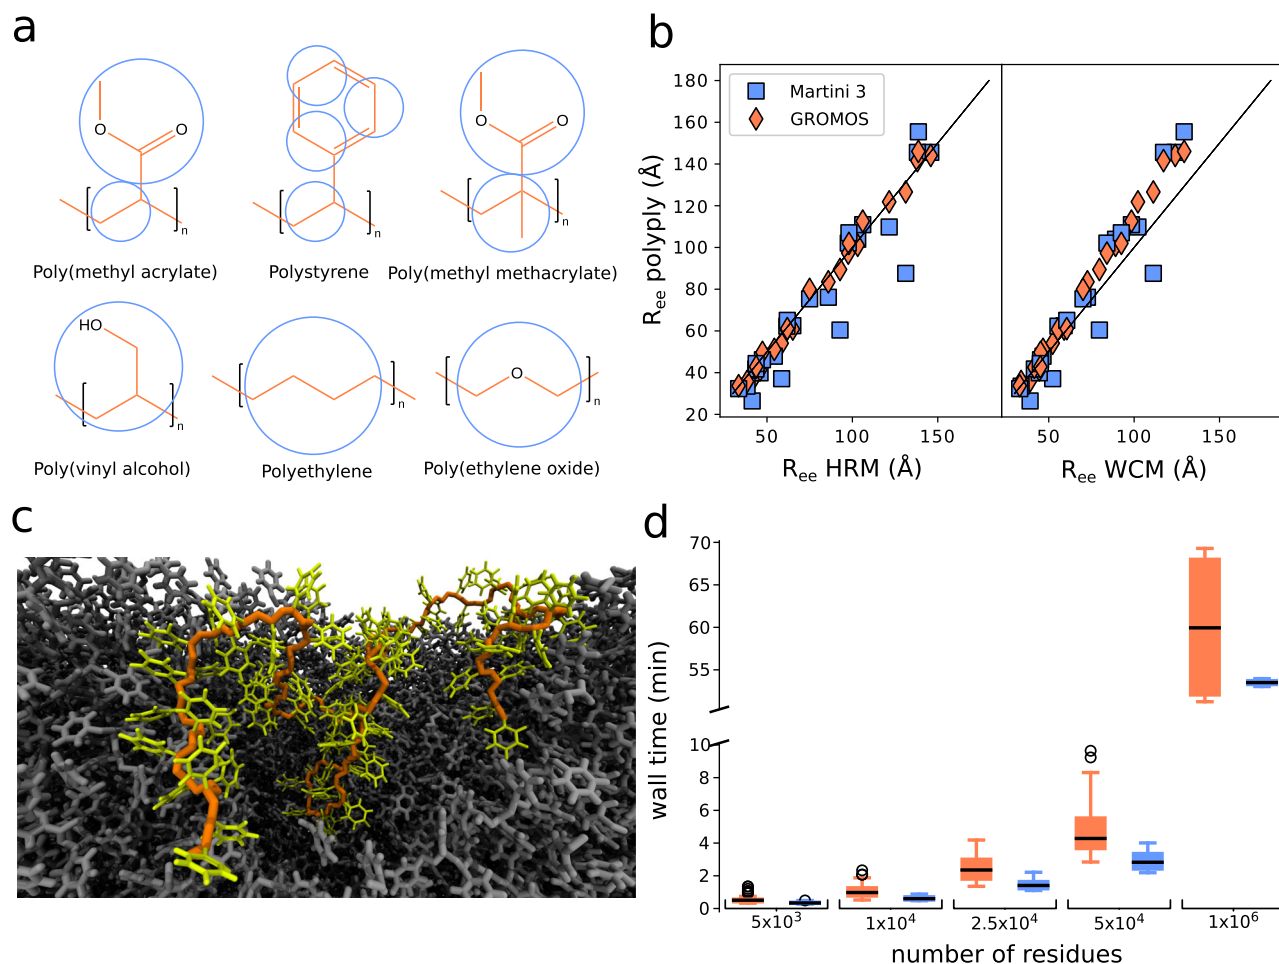 a
O
O
n
Poly(methyl acrylate)
n
Polystyrene
O
O
n
Poly(methyl methacrylate)
HO
n
Poly(vinyl alcohol)
n
Polyethylene
O
n
Poly(ethylene oxide)
b
Martini 3
GROMOS
180
160
140
120
100
80
60
40
20
Ree polyply (Å)
50
100
150
Ree HRM (Å)
50
100
150
Ree WCM (Å)
c
d
70
65
60
55
10
8
6
4
2
0
wall time (min)
5x10³
1x10⁴
2.5x10⁴
5x10⁴
1x10⁶
number of residues